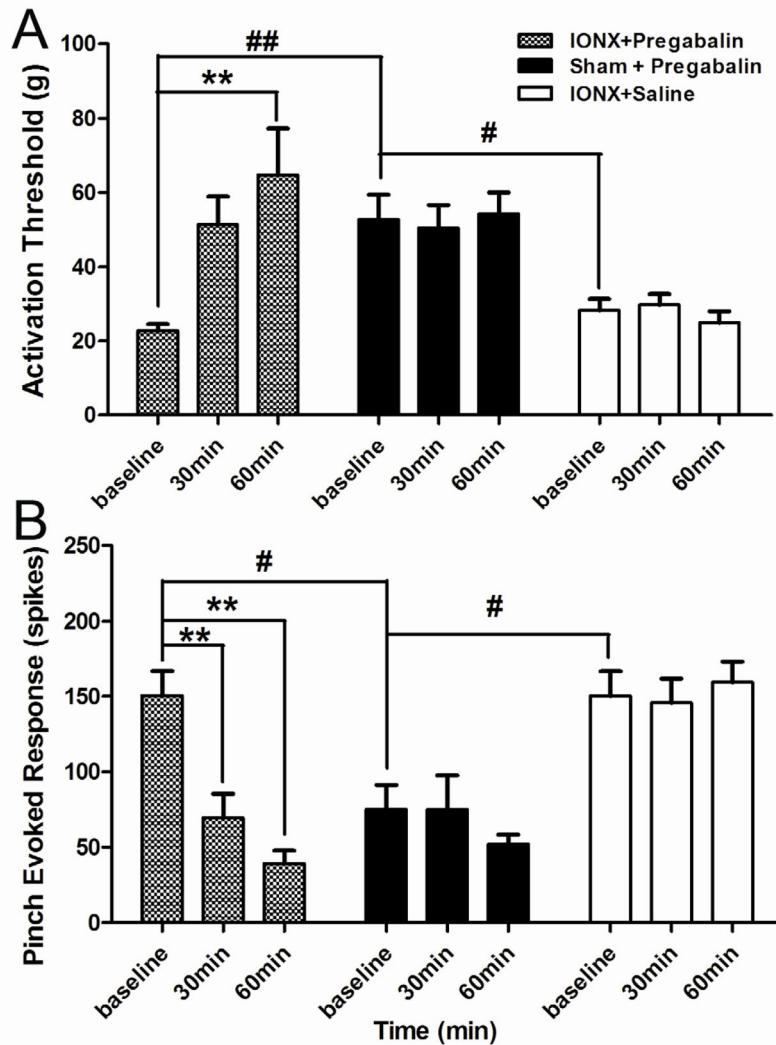 A
Activation Threshold (g)
100
80
60
40
20
0
##
**
#
IONX+Pregabalin
Sham + Pregabalin
IONX+Saline
baseline
30min
60min
baseline
30min
60min
baseline
30min
60min
B
Pinch Evoked Response (spikes)
250
200
150
100
50
0
#
**
**
#
baseline
30min
60min
baseline
30min
60min
baseline
30min
60min
Time (min)